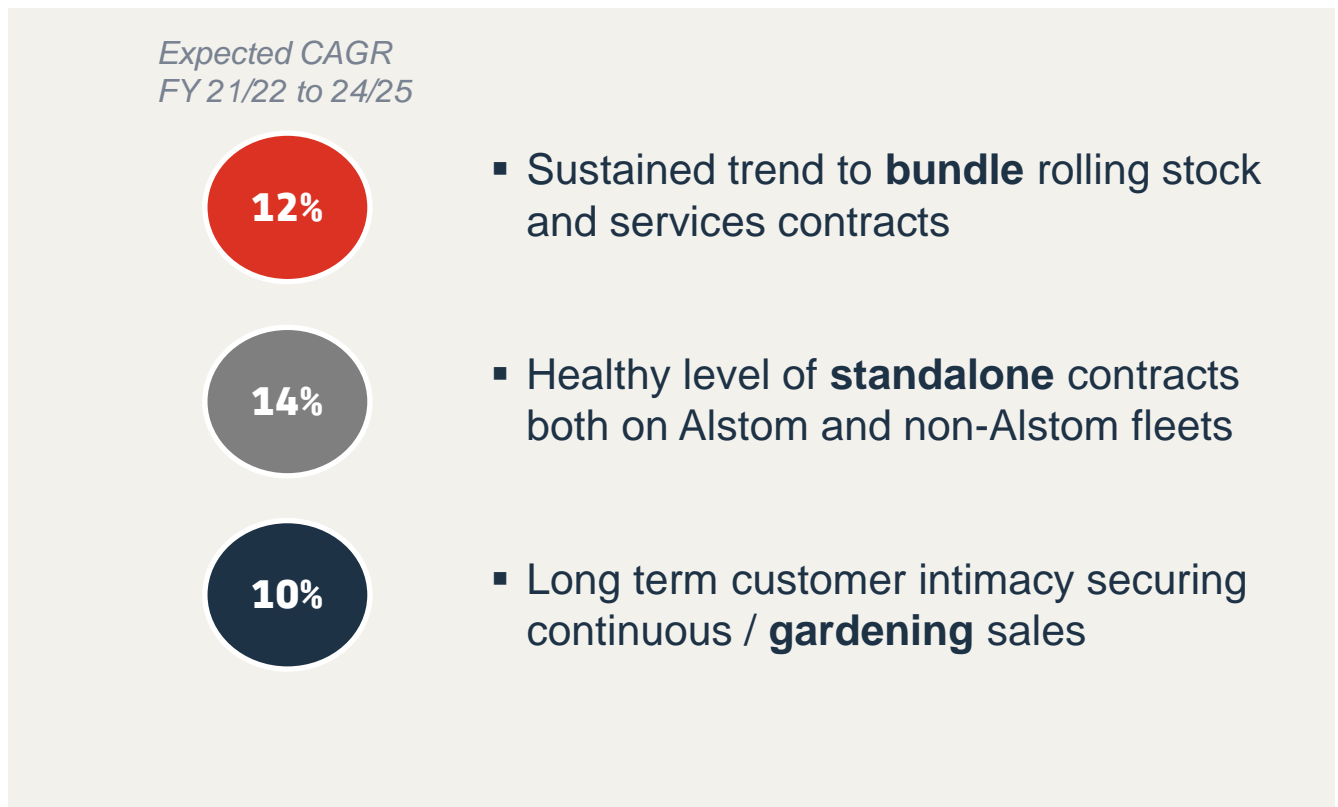 Expected CAGR
FY 21/22 to 24/25
12%
▪ Sustained trend to bundle rolling stock
and services contracts
14%
▪ Healthy level of standalone contracts
both on Alstom and non-Alstom fleets
10%
▪ Long term customer intimacy securing
continuous / gardening sales